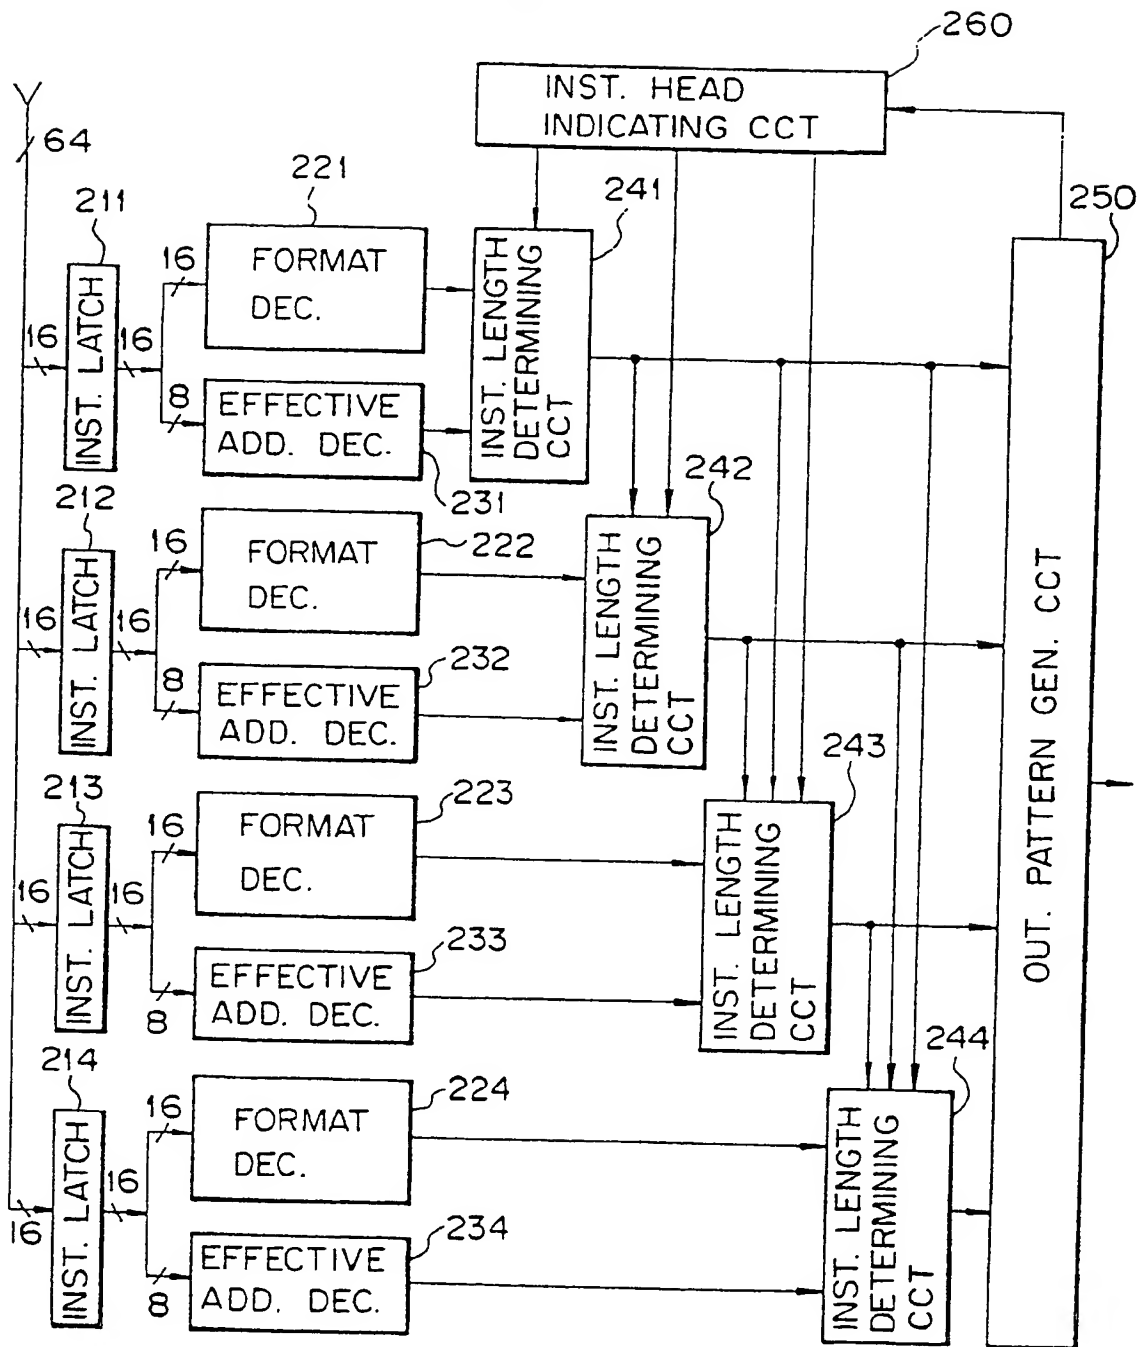 260
INST. HEAD
INDICATING CCT
64
221
241
250
211
16
FORMAT
DEC.
INST. LATCH
16
16
INST. LENGTH
DETERMINING
CCT
8
EFFECTIVE
ADD. DEC.
231
242
212
16
FORMAT
DEC.
222
INST. LATCH
16
16
INST. LENGTH
DETERMINING
CCT
232
8
EFFECTIVE
ADD. DEC.
243
213
223
16
FORMAT
DEC.
INST. LATCH
16
16
INST. LENGTH
DETERMINING
CCT
233
8
EFFECTIVE
ADD. DEC.
OUT. PATTERN GEN. CCT
244
214
224
16
FORMAT
DEC.
INST. LATCH
16
16
INST. LENGTH
DETERMINING
CCT
234
8
EFFECTIVE
ADD. DEC.